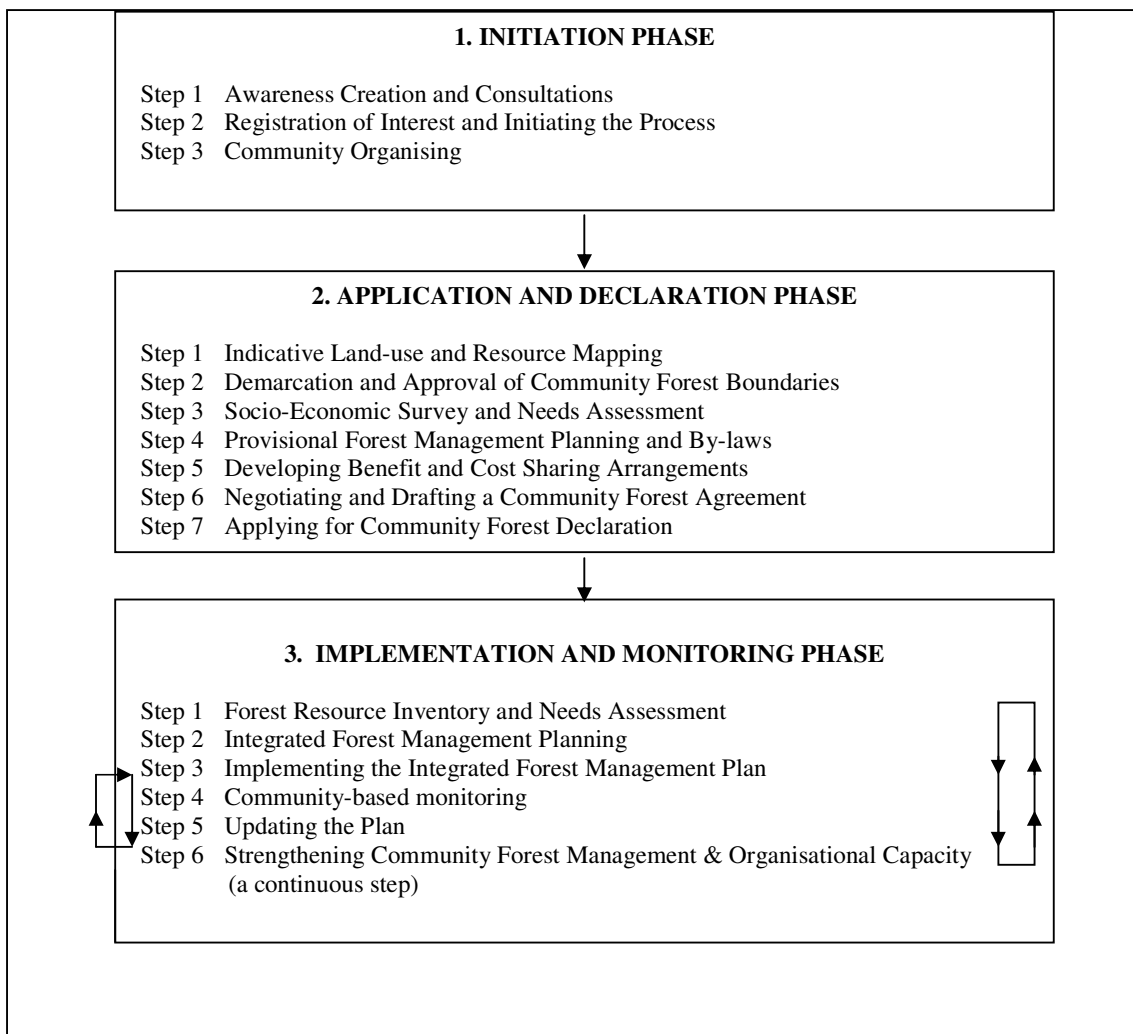 1. INITIATION PHASE
Step 1 Awareness Creation and Consultations
Step 2 Registration of Interest and Initiating the Process
Step 3 Community Organising
2. APPLICATION AND DECLARATION PHASE
Step 1 Indicative Land-use and Resource Mapping
Step 2 Demarcation and Approval of Community Forest Boundaries
Step 3 Socio-Economic Survey and Needs Assessment
Step 4 Provisional Forest Management Planning and By-laws
Step 5 Developing Benefit and Cost Sharing Arrangements
Step 6 Negotiating and Drafting a Community Forest Agreement
Step 7 Applying for Community Forest Declaration
3. IMPLEMENTATION AND MONITORING PHASE
Step 1 Forest Resource Inventory and Needs Assessment
Step 2 Integrated Forest Management Planning
Step 3 Implementing the Integrated Forest Management Plan
Step 4 Community-based monitoring
Step 5 Updating the Plan
Step 6 Strengthening Community Forest Management & Organisational Capacity
(a continuous step)